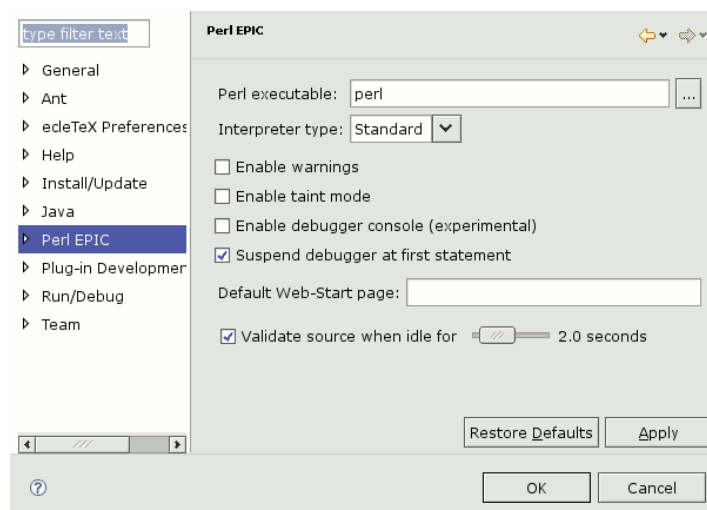 type filter text
General
Ant
ecleTeX Preferences
Help
Install/Update
Java
Perl EPIC
Plug-in Developmen
Run/Debug
Team
Perl EPIC
Perl executable: perl ...
Interpreter type: Standard
Enable warnings
Enable taint mode
Enable debugger console (experimental)
Suspend debugger at first statement
Default Web-Start page:
Validate source when idle for 2.0 seconds
Restore Defaults Apply
? OK Cancel